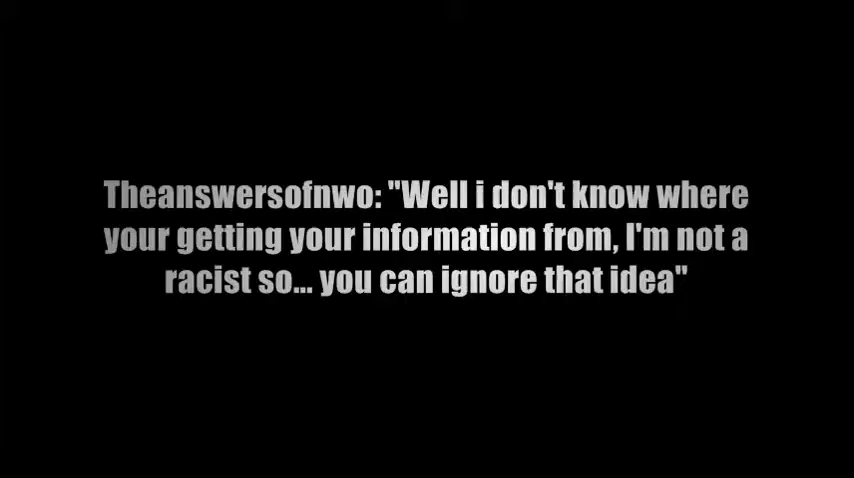 Theanswersofnwo: "Well i don't know where
your getting your information from, I'm not a
racist so... you can ignore that idea"